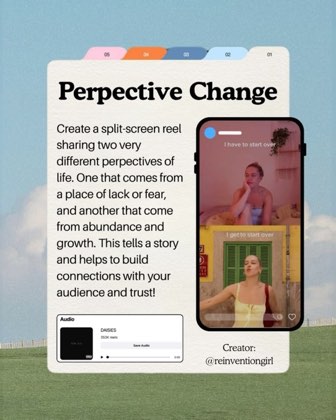 05 04 03 02 01
Perpective Change
Create a split-screen reel
sharing two very
different perpectives of
life. One that comes from
a place of lack or fear,
and another that come
from abundance and
growth. This tells a story
and helps to build
connections with your
audience and trust!
I have to start over
I get to start over
Audio
DAISIES
Save Audio
Creator:
@reinventiongirl